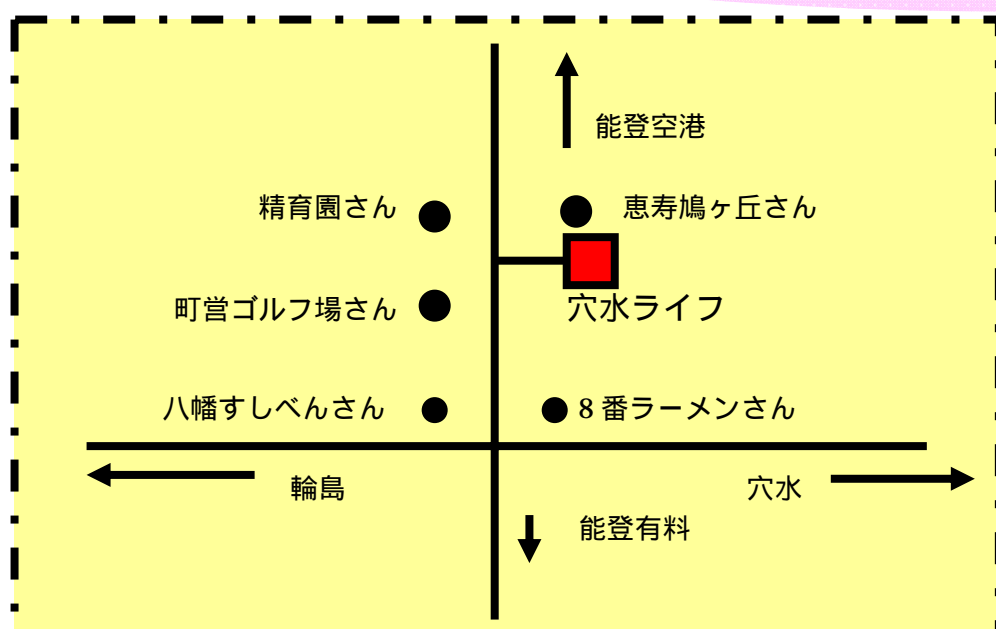 能登空港
精育園さん
恵寿鳩ヶ丘さん
町営ゴルフ場さん
穴水ライフ
八幡すしべんさん
8番ラーメンさん
輪島
穴水
能登有料